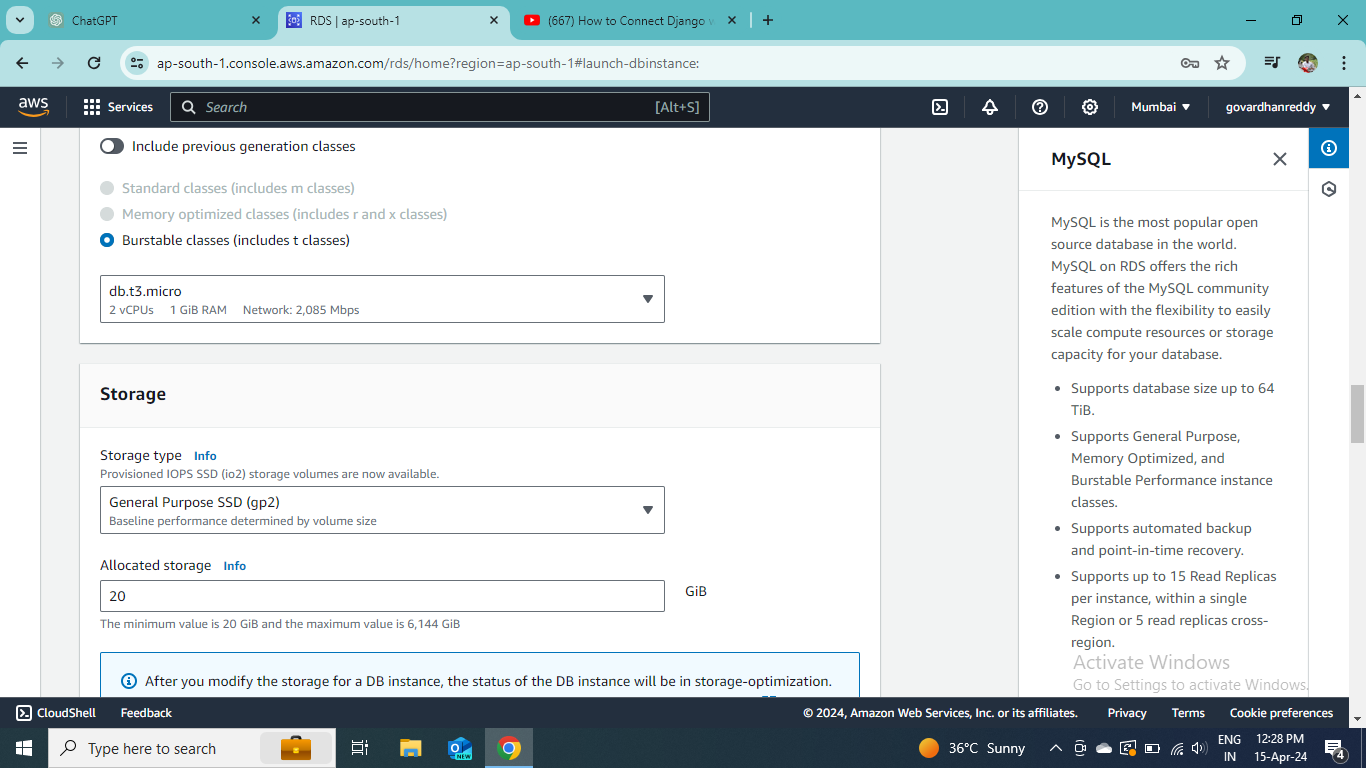 ChatGPT
RDS | ap-south-1
(667) How to Connect Django
ap-south-1.console.aws.amazon.com/rds/home?region=ap-south-1#launch-dbinstance:
aws
Services
Search
[Alt+S]
Mumbai
govardhanreddy
Include previous generation classes
Standard classes (includes m classes)
Memory optimized classes (includes r and x classes)
Burstable classes (includes t classes)
db.t3.micro
2 vCPUs 1 GiB RAM Network: 2,085 Mbps
Storage
Storage type Info
Provisioned IOPS SSD (io2) storage volumes are now available.
General Purpose SSD (gp2)
Baseline performance determined by volume size
Allocated storage Info
20
GiB
The minimum value is 20 GiB and the maximum value is 6,144 GiB
After you modify the storage for a DB instance, the status of the DB instance will be in storage-optimization.
MySQL
MySQL is the most popular open
source database in the world.
MySQL on RDS offers the rich
features of the MySQL community
edition with the flexibility to easily
scale compute resources or storage
capacity for your database.
Supports database size up to 64
TiB.
Supports General Purpose,
Memory Optimized, and
Burstable Performance instance
classes.
Supports automated backup
and point-in-time recovery.
Supports up to 15 Read Replicas
per instance, within a single
Region or 5 read replicas cross-
region.
Activate Windows
Go to Settings to activate Windows.
CloudShell
Feedback
© 2024, Amazon Web Services, Inc. or its affiliates.
Privacy
Terms
Cookie preferences
Type here to search
NEW
36°C Sunny
ENG
IN
12:28 PM
15-Apr-24
4